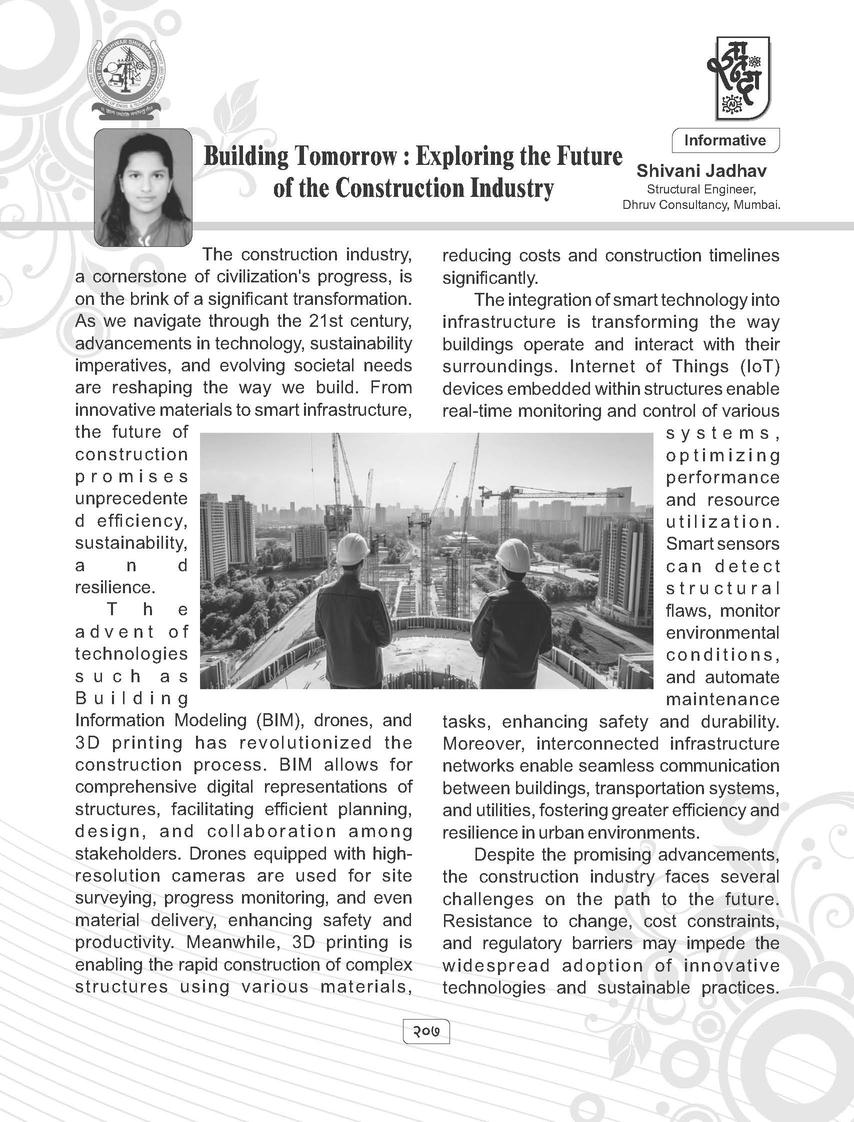 Informative
Building Tomorrow : Exploring the Future
of the Construction Industry
Shivani Jadhav
Structural Engineer,
Dhruv Consultancy, Mumbai.
The construction industry,
a cornerstone of civilization's progress, is
on the brink of a significant transformation.
As we navigate through the 21st century,
advancements in technology, sustainability
imperatives, and evolving societal needs
are reshaping the way we build. From
innovative materials to smart infrastructure,
the future of
construction
promises
unprecedente
d efficiency,
sustainability,
a n d
resilience.
The
advent of
technologies
such as
Building
Information Modeling (BIM), drones, and
3D printing has revolutionized the
construction process. BIM allows for
comprehensive digital representations of
structures, facilitating efficient planning,
design, and collaboration among
stakeholders. Drones equipped with high-
resolution cameras are used for site
surveying, progress monitoring, and even
material delivery, enhancing safety and
productivity. Meanwhile, 3D printing is
enabling the rapid construction of complex
structures using various materials,
reducing costs and construction timelines
significantly.
The integration of smart technology into
infrastructure is transforming the way
buildings operate and interact with their
surroundings. Internet of Things (IoT)
devices embedded within structures enable
real-time monitoring and control of various
systems,
optimizing
performance
and resource
utilization.
Smart sensors
can detect
structural
flaws, monitor
environmental
conditions,
and automate
maintenance
tasks, enhancing safety and durability.
Moreover, interconnected infrastructure
networks enable seamless communication
between buildings, transportation systems,
and utilities, fostering greater efficiency and
resilience in urban environments.
Despite the promising advancements,
the construction industry faces several
challenges on the path to the future.
Resistance to change, cost constraints,
and regulatory barriers may impede the
widespread adoption of innovative
technologies and sustainable practices.
२०७